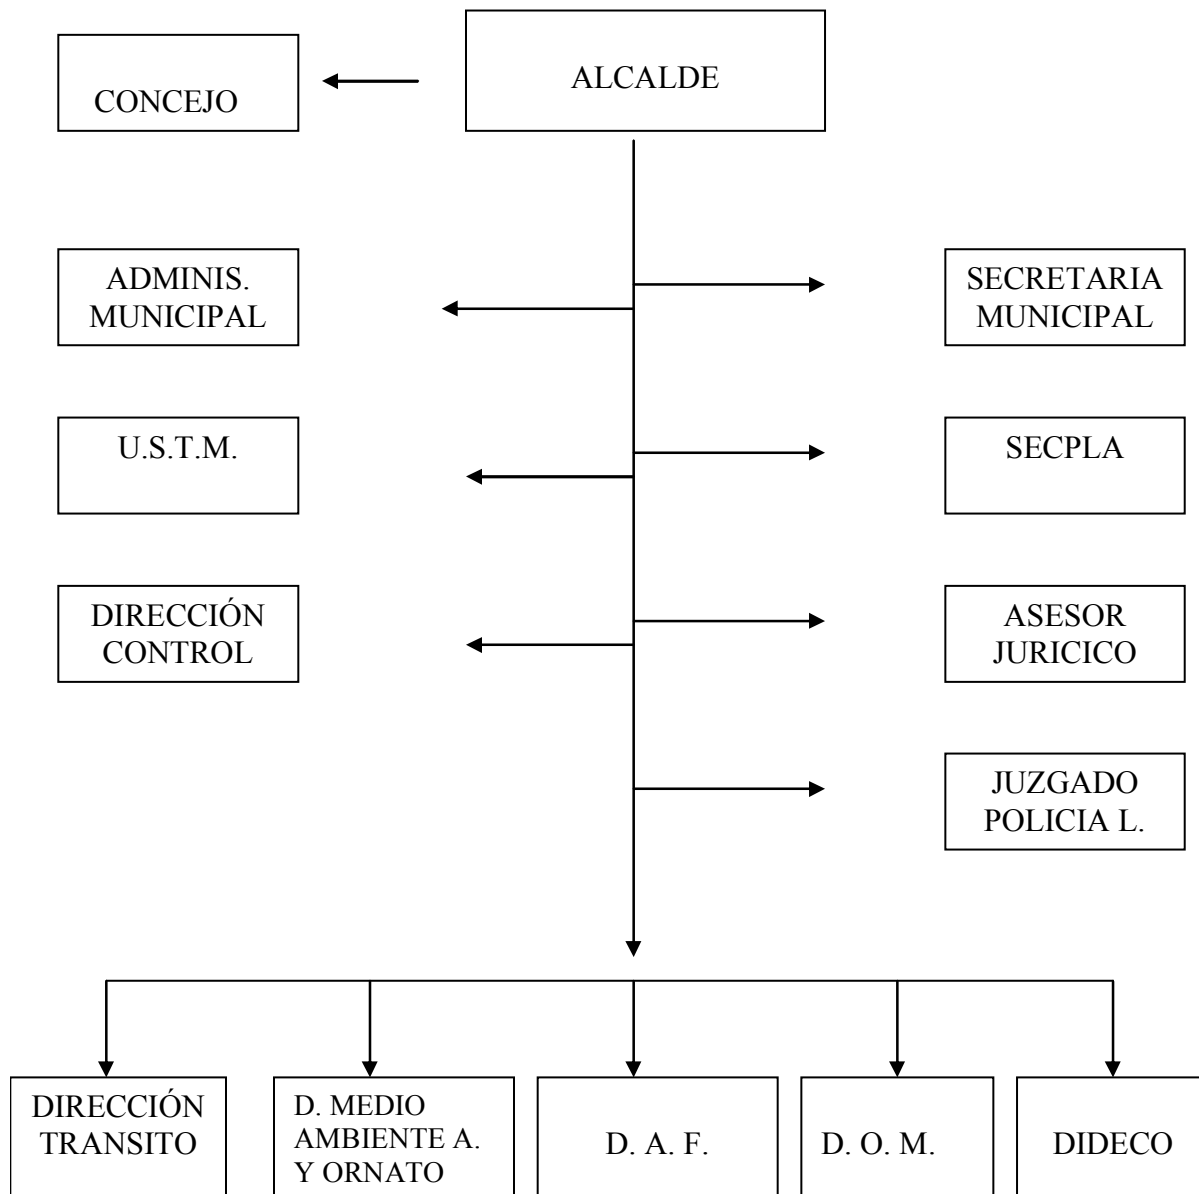 CONCEJO
ALCALDE
ADMINIS.
MUNICIPAL
SECRETARIA
MUNICIPAL
U.S.T.M.
SECPLA
DIRECCIÓN
CONTROL
ASESOR
JURICICO
JUZGADO
POLICIA L.
DIRECCIÓN
TRANSITO
D. MEDIO
AMBIENTE A.
Y ORNATO
D. A. F.
D. O. M.
DIDECO